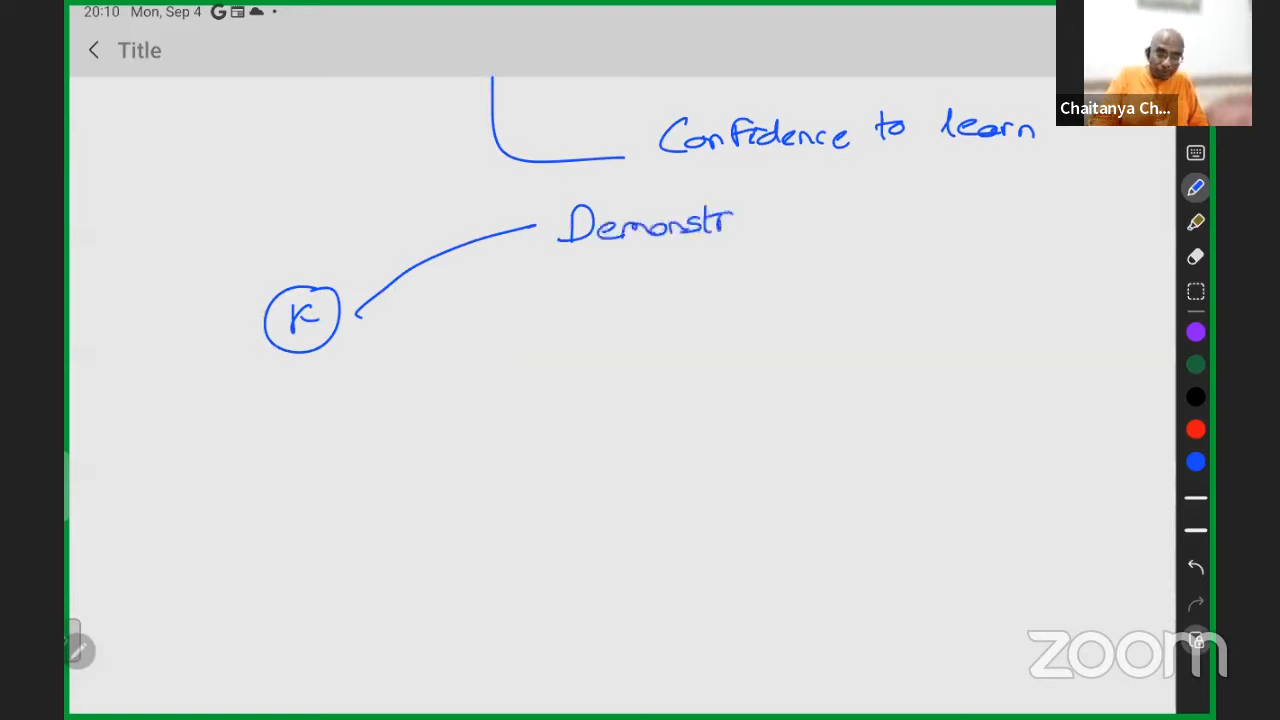 20:10 Mon, Sep 4 G
Title
Chaitanya Ch...
Confidence to learn
Demonstr
K
zoom